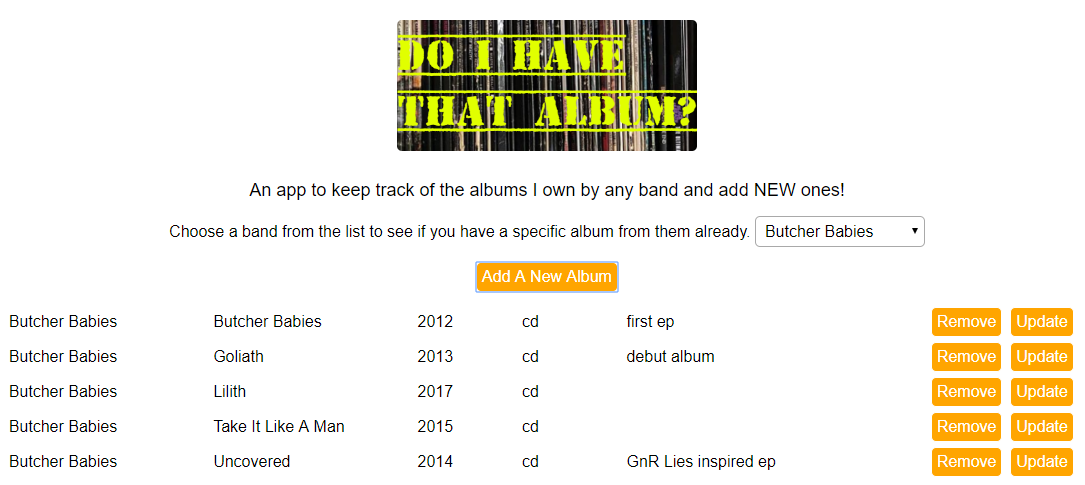 DO I HAVE
THAT ALBUM?
An app to keep track of the albums I own by any band and add NEW ones!
Choose a band from the list to see if you have a specific album from them already. Butcher Babies
Add A New Album
Butcher Babies Butcher Babies 2012 cd first ep Remove Update
Butcher Babies Goliath 2013 cd debut album Remove Update
Butcher Babies Lilith 2017 cd Remove Update
Butcher Babies Take It Like A Man 2015 cd Remove Update
Butcher Babies Uncovered 2014 cd GnR Lies inspired ep Remove Update